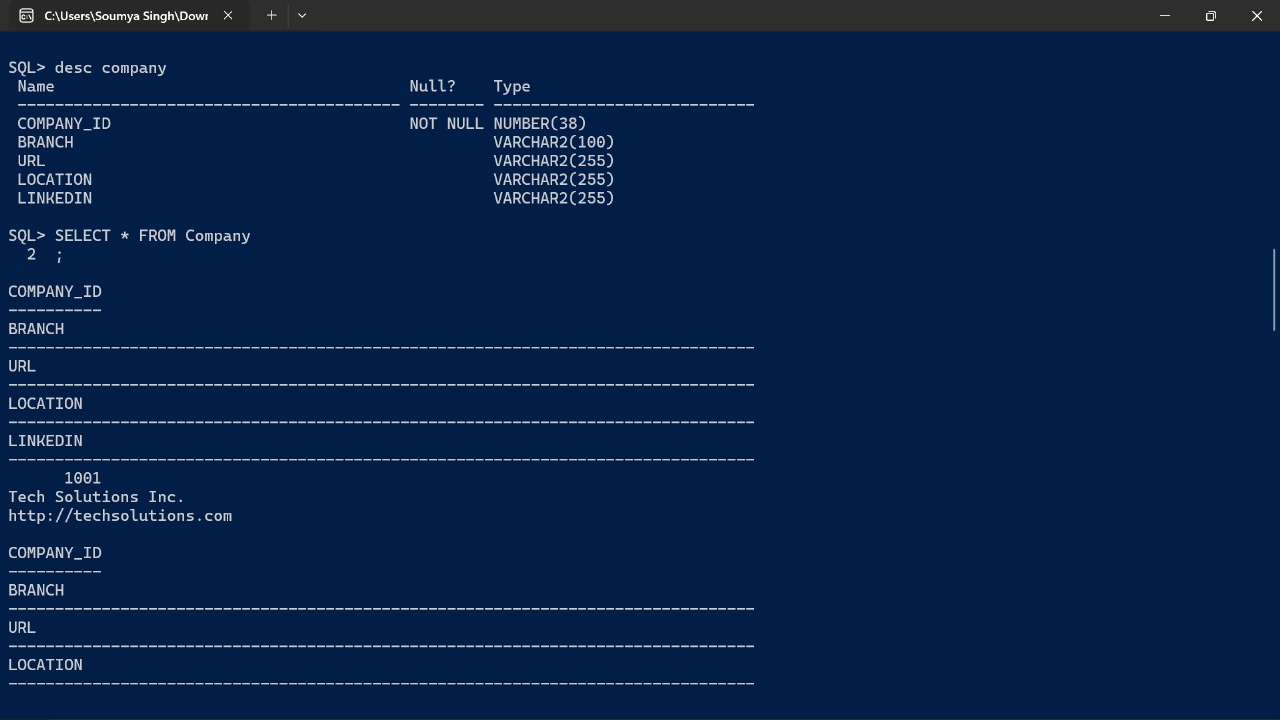 C:\Users\Soumya Singh\Dowr
SQL> desc company
Name Null? Type
---------------------------------------- -------- ----------------------------
COMPANY_ID NOT NULL NUMBER(38)
BRANCH VARCHAR2(100)
URL VARCHAR2(255)
LOCATION VARCHAR2(255)
LINKEDIN VARCHAR2(255)
SQL> SELECT * FROM Company
2 ;
COMPANY_ID
----------
BRANCH
--------------------------------------------------------------------------------
URL
--------------------------------------------------------------------------------
LOCATION
--------------------------------------------------------------------------------
LINKEDIN
--------------------------------------------------------------------------------
1001
Tech Solutions Inc.
http://techsolutions.com
COMPANY_ID
----------
BRANCH
--------------------------------------------------------------------------------
URL
--------------------------------------------------------------------------------
LOCATION
--------------------------------------------------------------------------------